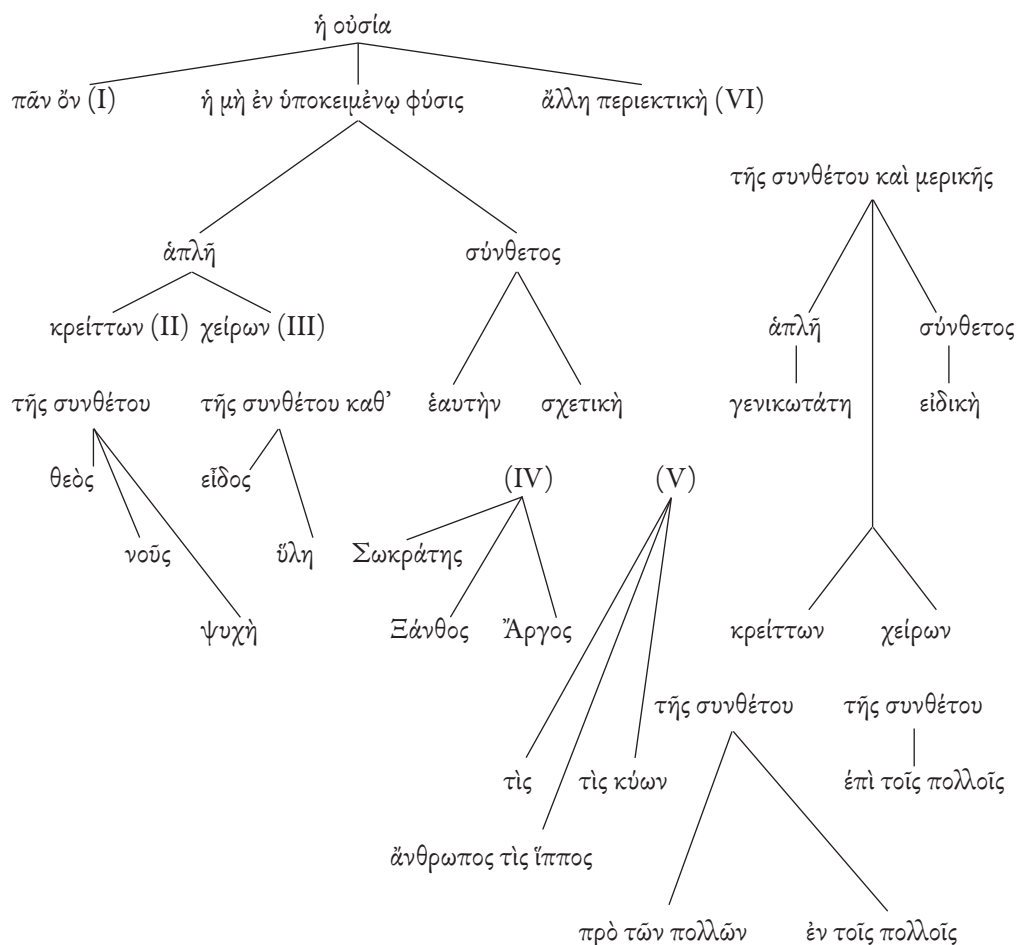 ἡ οὐσία
πᾶν ὄν (I) ἡ μὴ ἐν ὑποκειμένῳ φύσις ἄλλη περιεκτικὴ (VI)
τῆς συνθέτου καὶ μερικῆς
ἁπλῆ σύνθετος
κρείττων (II) χείρων (III) ἁπλῆ σύνθετος
τῆς συνθέτου τῆς συνθέτου καθ’ ἑαυτὴν σχετικὴ γενικωτάτη εἰδικὴ
θεὸς εἶδος (IV) (V)
νοῦς ὕλη Σωκράτης
ψυχὴ Ξάνθος Ἄργος κρείττων χείρων
τῆς συνθέτου τῆς συνθέτου
τὶς τὶς κύων ἐπὶ τοῖς πολλοῖς
ἄνθρωπος τὶς ἵππος
πρὸ τῶν πολλῶν ἐν τοῖς πολλοῖς